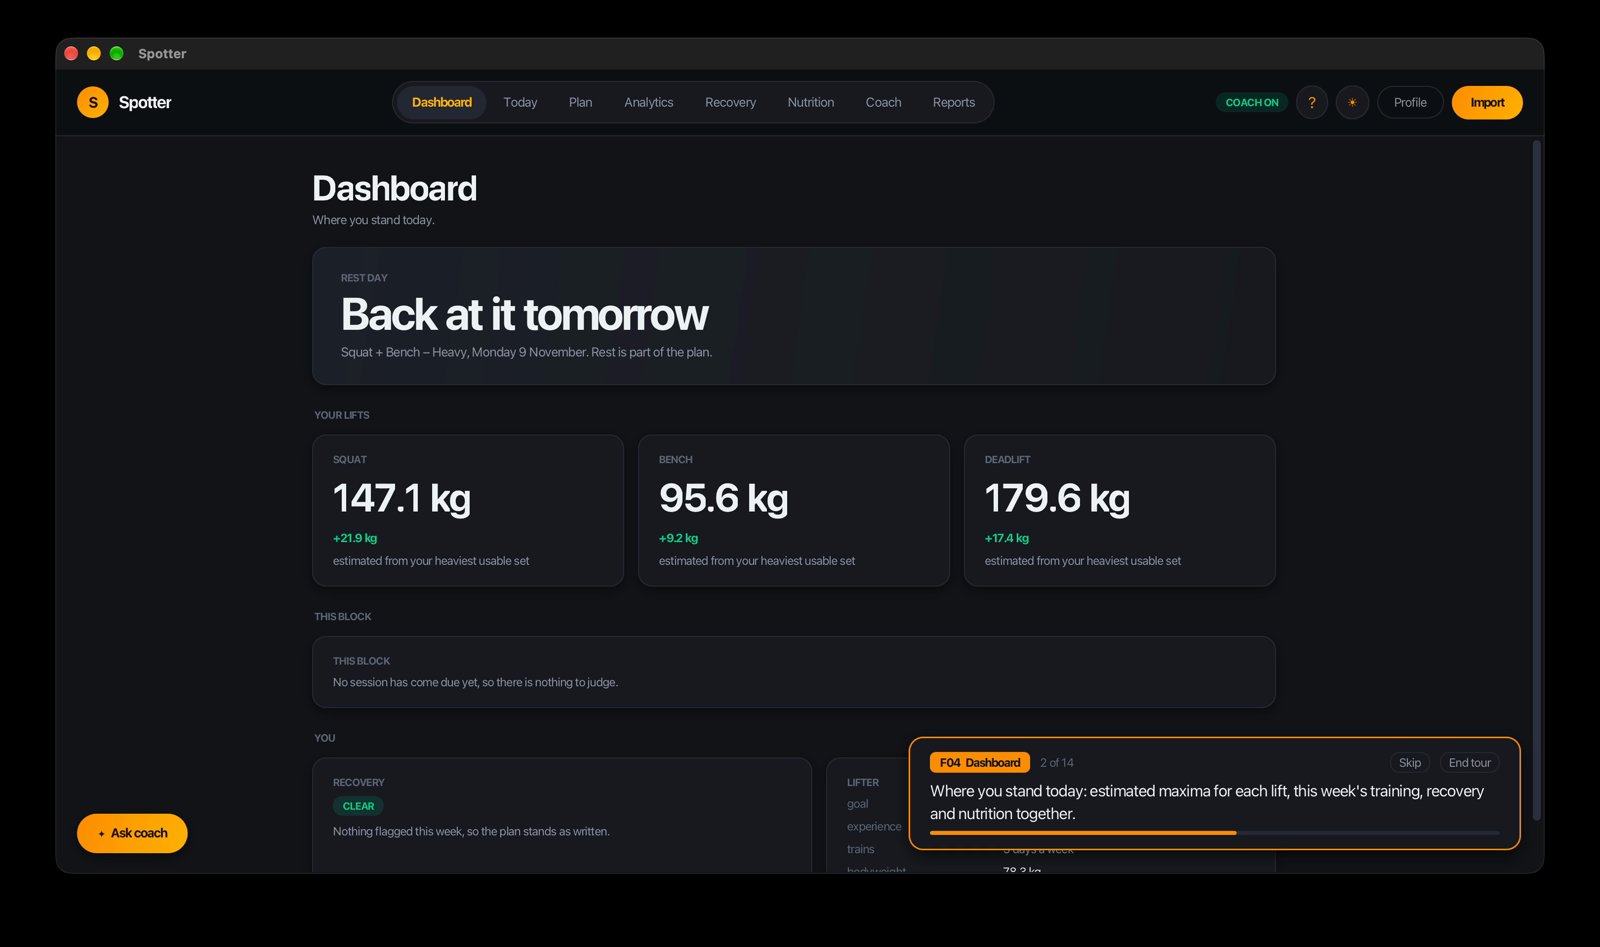 Spotter
S Spotter
Dashboard Today Plan Analytics Recovery Nutrition Coach Reports
COACH ON ? Profile Import
Dashboard
Where you stand today.
REST DAY
Back at it tomorrow
Squat + Bench – Heavy, Monday 9 November. Rest is part of the plan.
YOUR LIFTS
SQUAT
147.1 kg
+21.9 kg
estimated from your heaviest usable set
BENCH
95.6 kg
+9.2 kg
estimated from your heaviest usable set
DEADLIFT
179.6 kg
+17.4 kg
estimated from your heaviest usable set
THIS BLOCK
THIS BLOCK
No session has come due yet, so there is nothing to judge.
YOU
RECOVERY
CLEAR
Nothing flagged this week, so the plan stands as written.
LIFTER
goal
experience
trains
bodyweight 78.3 kg
F04 Dashboard 2 of 14 Skip End tour
Where you stand today: estimated maxima for each lift, this week's training, recovery
and nutrition together.
Ask coach